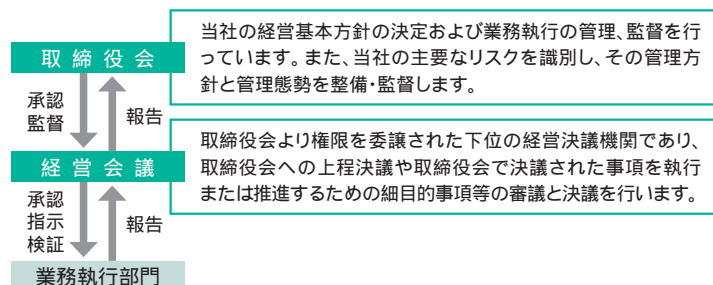 当社の経営基本方針の決定および業務執行の管理、監督を行
っています。また、当社の主要なリスクを識別し、その管理方
針と管理態勢を整備・監督します。
取締役会
承認
監督
報告
取締役会より権限を委譲された下位の経営決議機関であり、
取締役会への上程決議や取締役会で決議された事項を執行
または推進するための細目的事項等の審議と決議を行います。
経営会議
承認
指示
検証
報告
業務執行部門